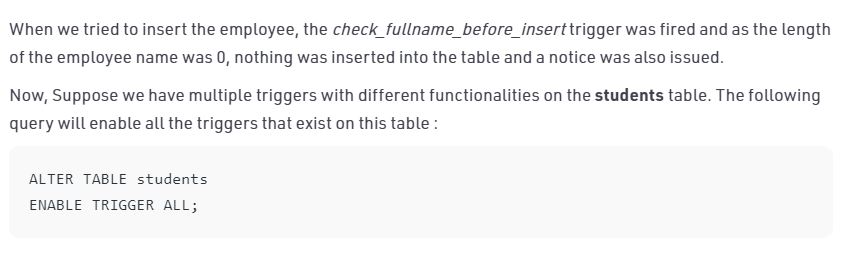 When we tried to insert the employee, the check_fullname_before_insert trigger was fired and as the length
of the employee name was 0, nothing was inserted into the table and a notice was also issued.
Now, Suppose we have multiple triggers with different functionalities on the students table. The following
query will enable all the triggers that exist on this table :
ALTER TABLE students
ENABLE TRIGGER ALL;